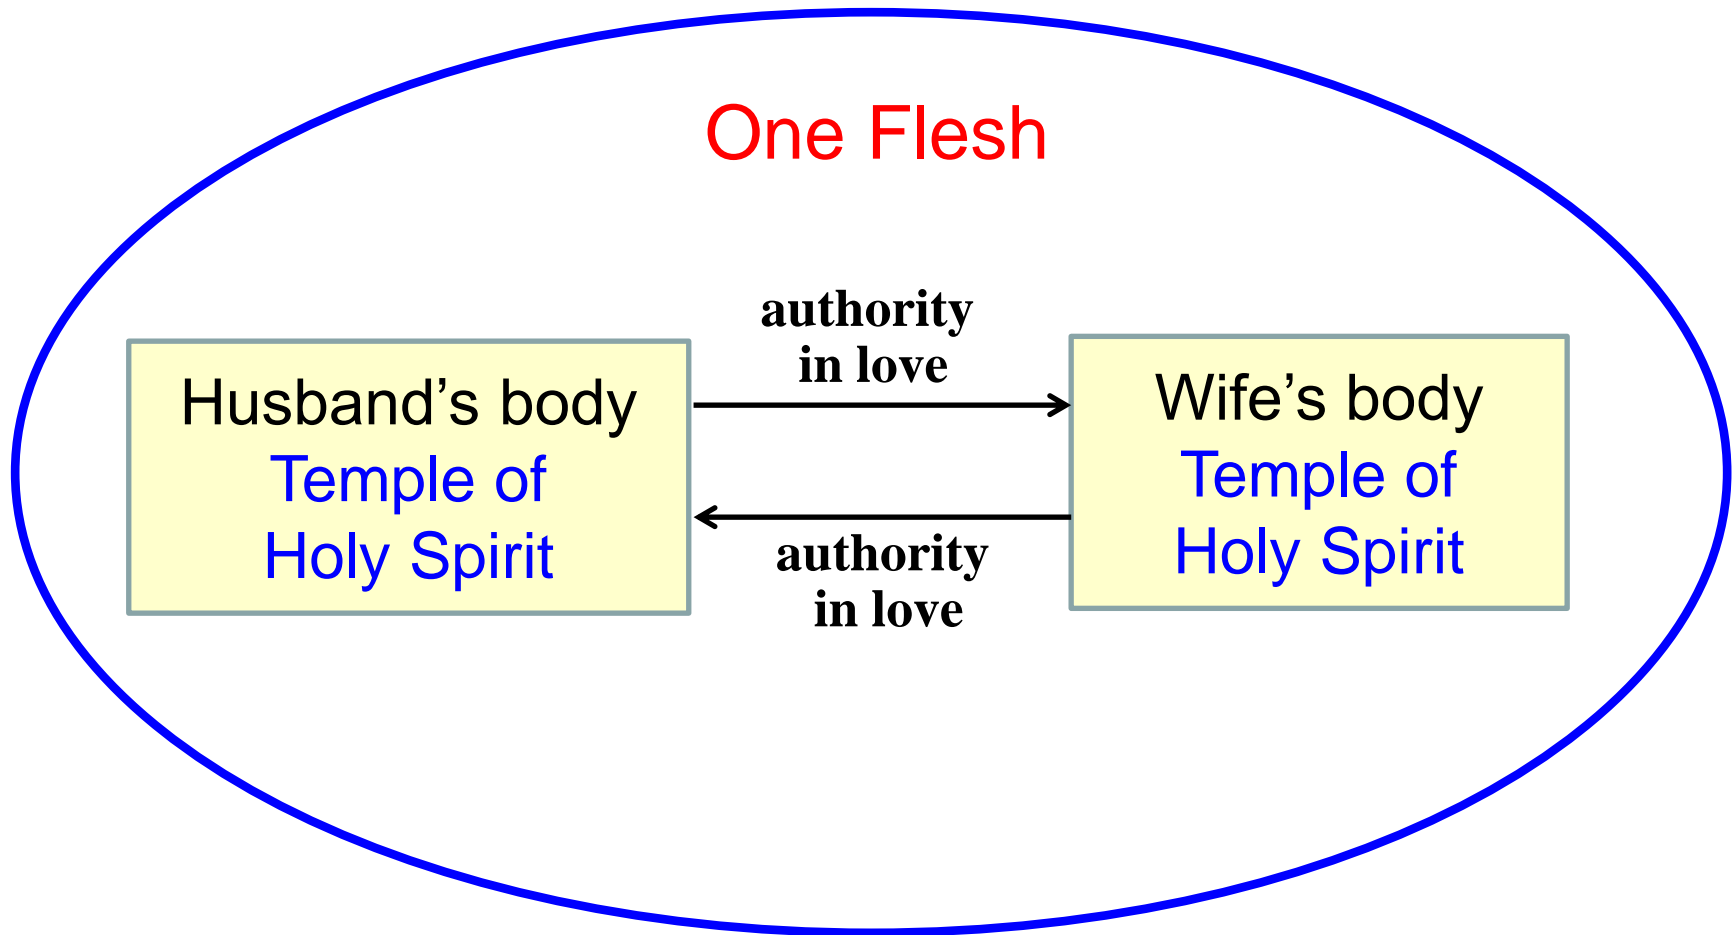 One Flesh
authority
in love
Husband’s body
Temple of
Holy Spirit
Wife’s body
Temple of
Holy Spirit
authority
in love